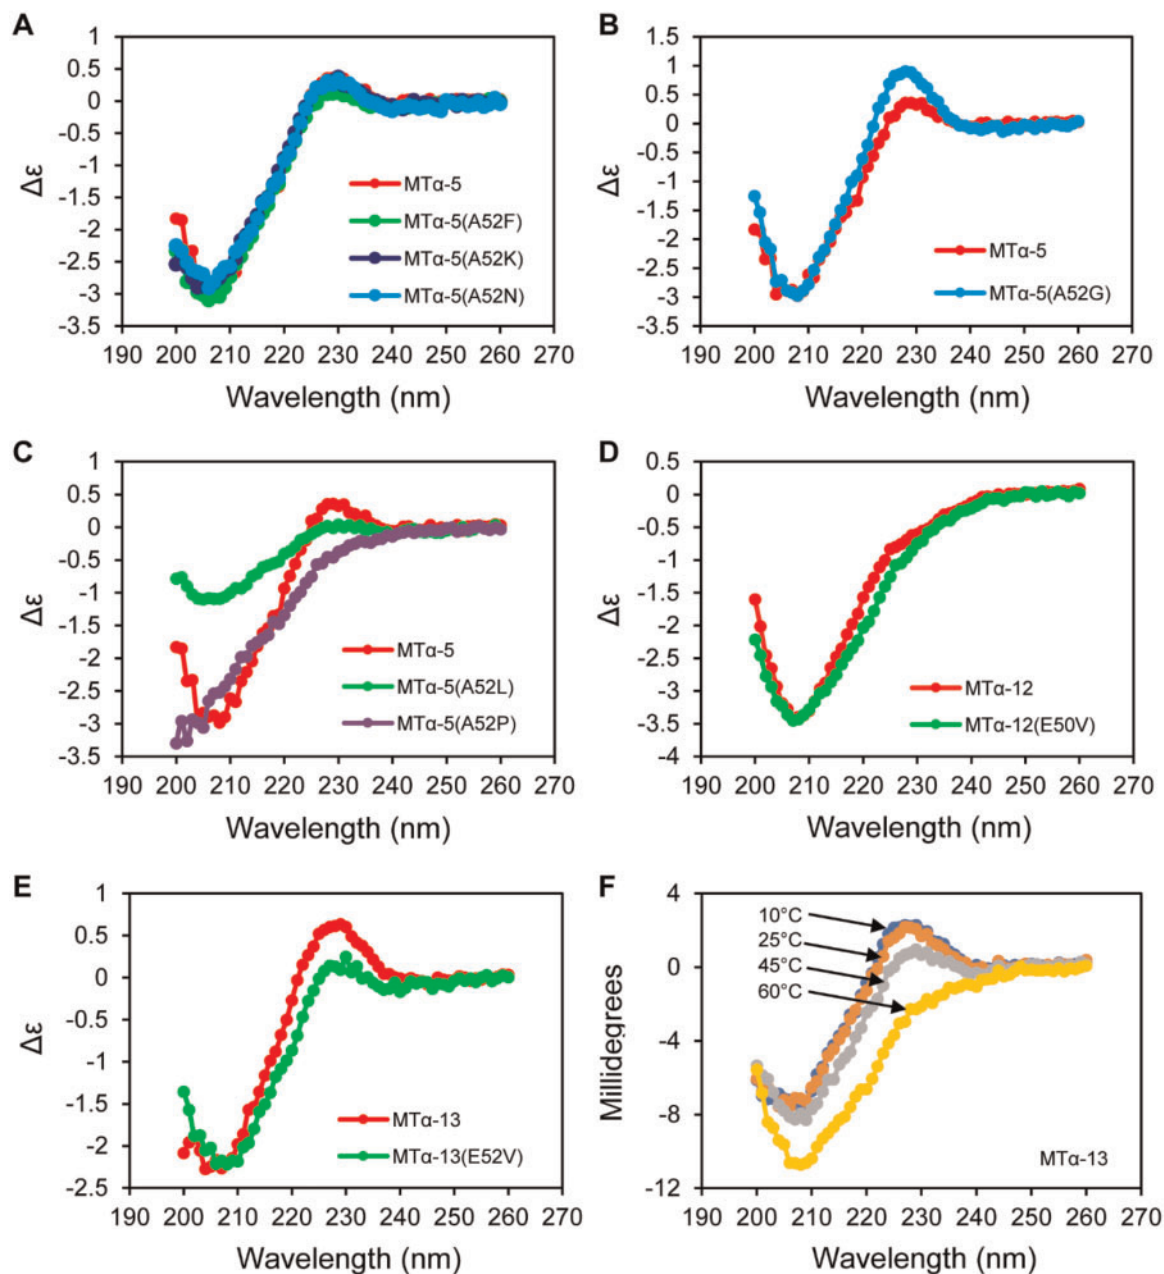 A
1
0.5
0
-0.5
-1
-1.5
-2
-2.5
-3
-3.5
Δε
MTα-5
MTα-5(A52F)
MTα-5(A52K)
MTα-5(A52N)
190 200 210 220 230 240 250 260 270
Wavelength (nm)
B
1.5
1
0.5
0
-0.5
-1
-1.5
-2
-2.5
-3
-3.5
Δε
MTα-5
MTα-5(A52G)
190 200 210 220 230 240 250 260 270
Wavelength (nm)
C
1
0.5
0
-0.5
-1
-1.5
-2
-2.5
-3
-3.5
Δε
MTα-5
MTα-5(A52L)
MTα-5(A52P)
190 200 210 220 230 240 250 260 270
Wavelength (nm)
D
0.5
0
-0.5
-1
-1.5
-2
-2.5
-3
-3.5
-4
Δε
MTα-12
MTα-12(E50V)
190 200 210 220 230 240 250 260 270
Wavelength (nm)
E
1
0.5
0
-0.5
-1
-1.5
-2
-2.5
Δε
MTα-13
MTα-13(E52V)
190 200 210 220 230 240 250 260 270
Wavelength (nm)
F
4
0
-4
-8
-12
Millidegrees
10°C
25°C
45°C
60°C
MTα-13
190 200 210 220 230 240 250 260 270
Wavelength (nm)